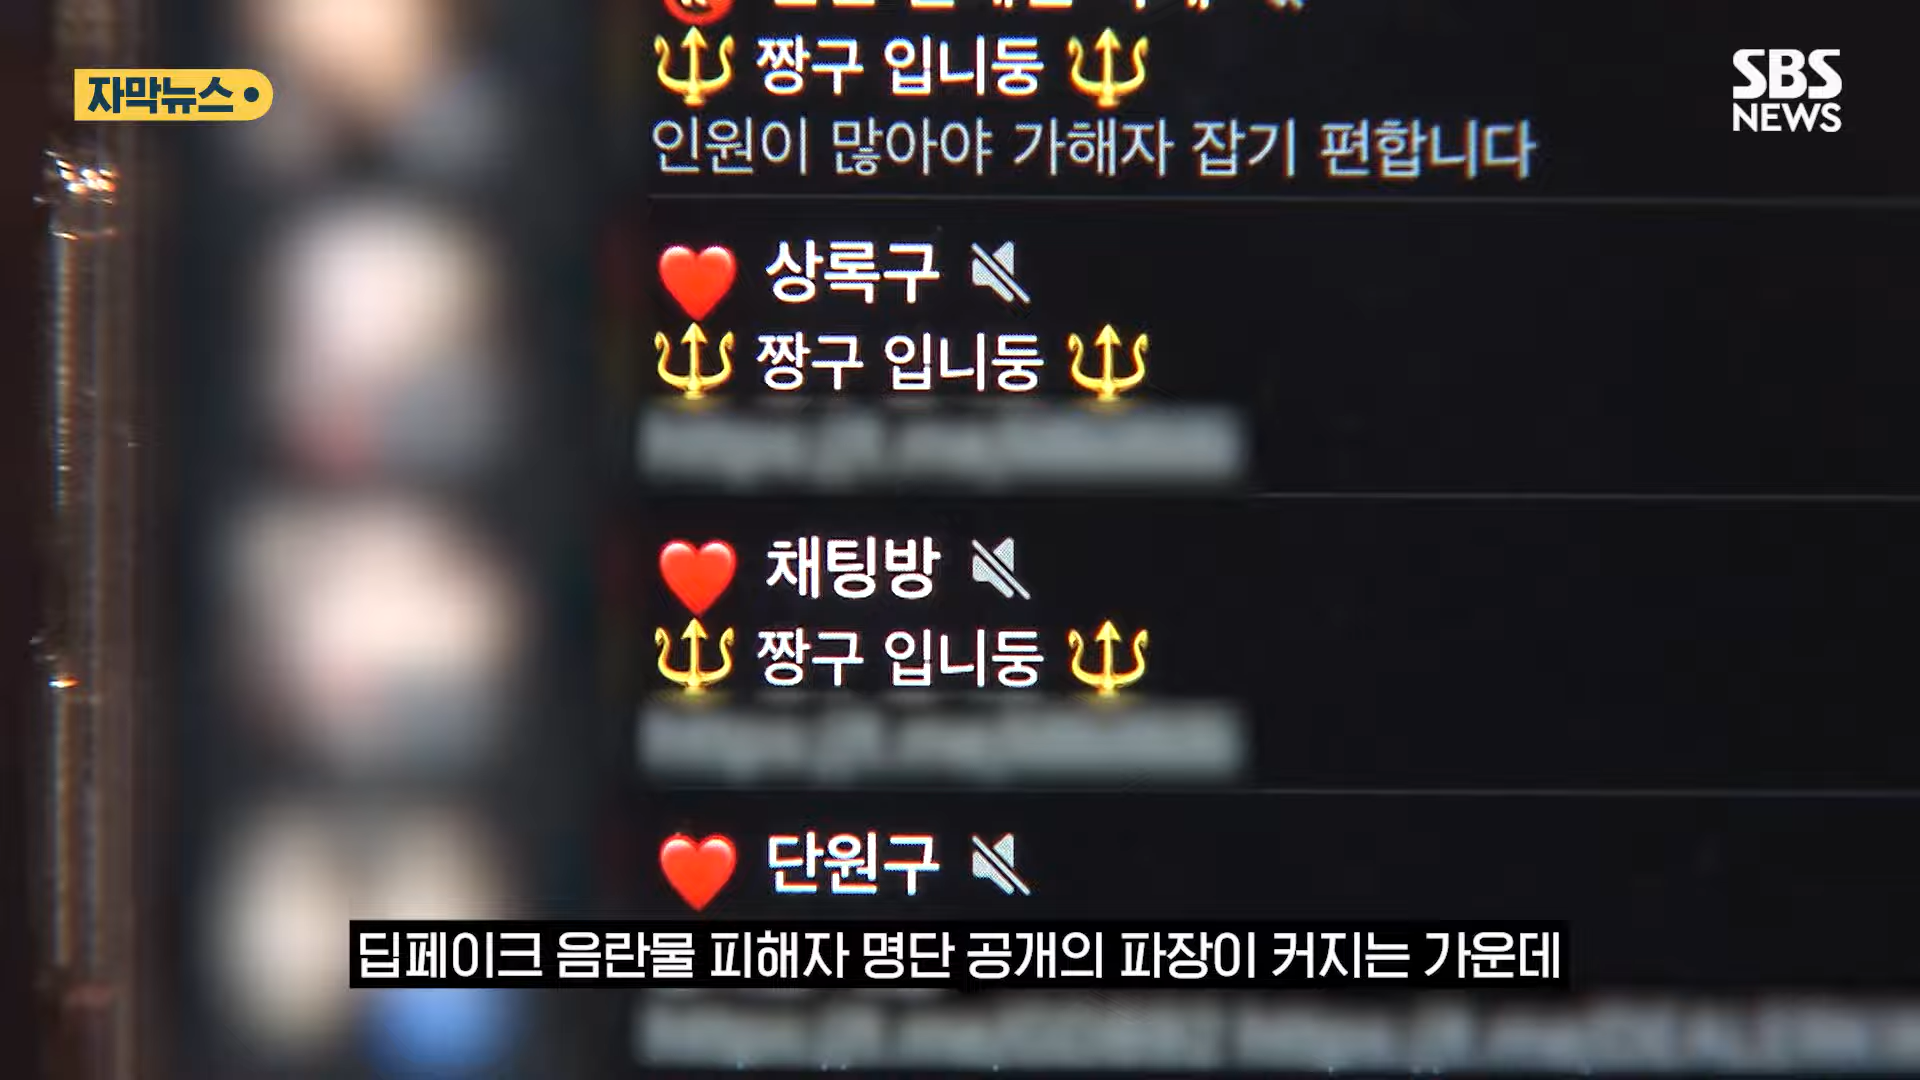 자막뉴스
SBS
NEWS
🔱 짱구 입니둥 🔱
인원이 많아야 가해자 잡기 편합니다
❤️ 상록구 🔇
🔱 짱구 입니둥 🔱
❤️ 채팅방 🔇
🔱 짱구 입니둥 🔱
❤️ 단원구 🔇
딥페이크 음란물 피해자 명단 공개의 파장이 커지는 가운데